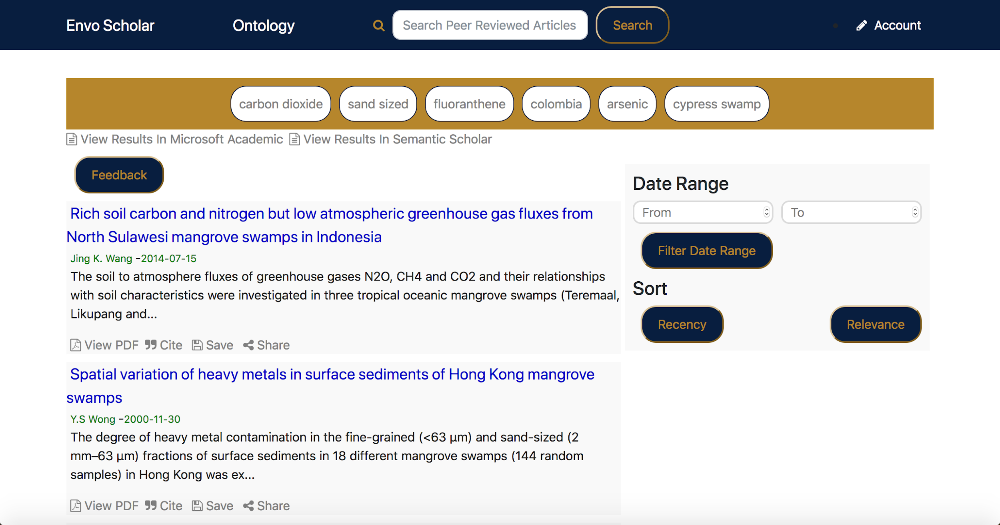 Envo Scholar Ontology Search Peer Reviewed Articles Search Account
carbon dioxide sand sized fluoranthene colombia arsenic cypress swamp
View Results In Microsoft Academic View Results In Semantic Scholar
Feedback
Rich soil carbon and nitrogen but low atmospheric greenhouse gas fluxes from
North Sulawesi mangrove swamps in Indonesia
Jing K. Wang -2014-07-15
The soil to atmosphere fluxes of greenhouse gases N2O, CH4 and CO2 and their relationships
with soil characteristics were investigated in three tropical oceanic mangrove swamps (Teremaal,
Likupang and...
View PDF Cite Save Share
Spatial variation of heavy metals in surface sediments of Hong Kong mangrove
swamps
Y.S Wong -2000-11-30
The degree of heavy metal contamination in the fine-grained (<63 μm) and sand-sized (2
mm–63 μm) fractions of surface sediments in 18 different mangrove swamps (144 random
samples) in Hong Kong was ex...
View PDF Cite Save Share
Date Range
From To
Filter Date Range
Sort
Recency Relevance